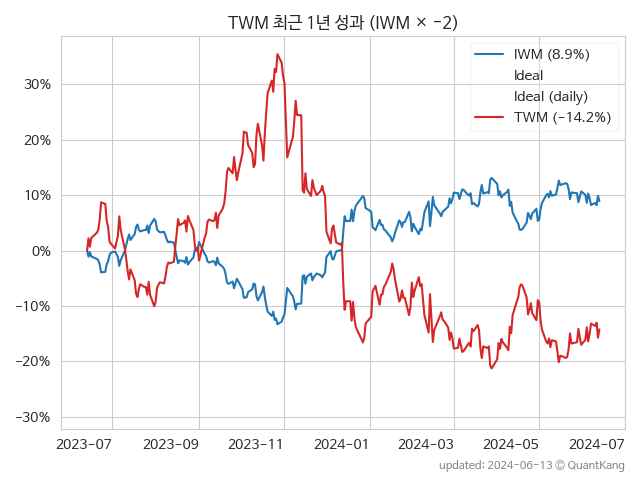 TWM 최근 1년 성과 (IWM × −2)
IWM (8.9%)
Ideal
Ideal (daily)
TWM (−14.2%)
30%
20%
10%
0%
−10%
−20%
−30%
2023-07 2023-09 2023-11 2024-01 2024-03 2024-05 2024-07
updated: 2024-06-13 © QuantKang